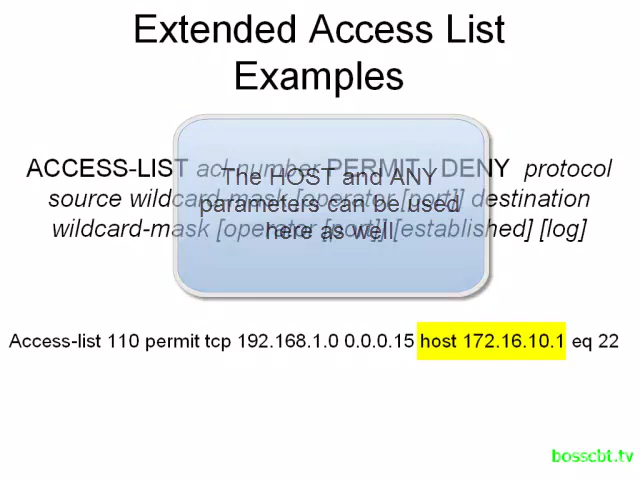 Extended Access List
Examples
ACCESS-LIST acl-number PERMIT | DENY protocol
source wildcard-mask [operator [port]] destination
wildcard-mask [operator [port]] [established] [log]
The HOST and ANY
parameters can be used
here as well.
Access-list 110 permit tcp 192.168.1.0 0.0.0.15 host 172.16.10.1 eq 22
bosscbt.tv